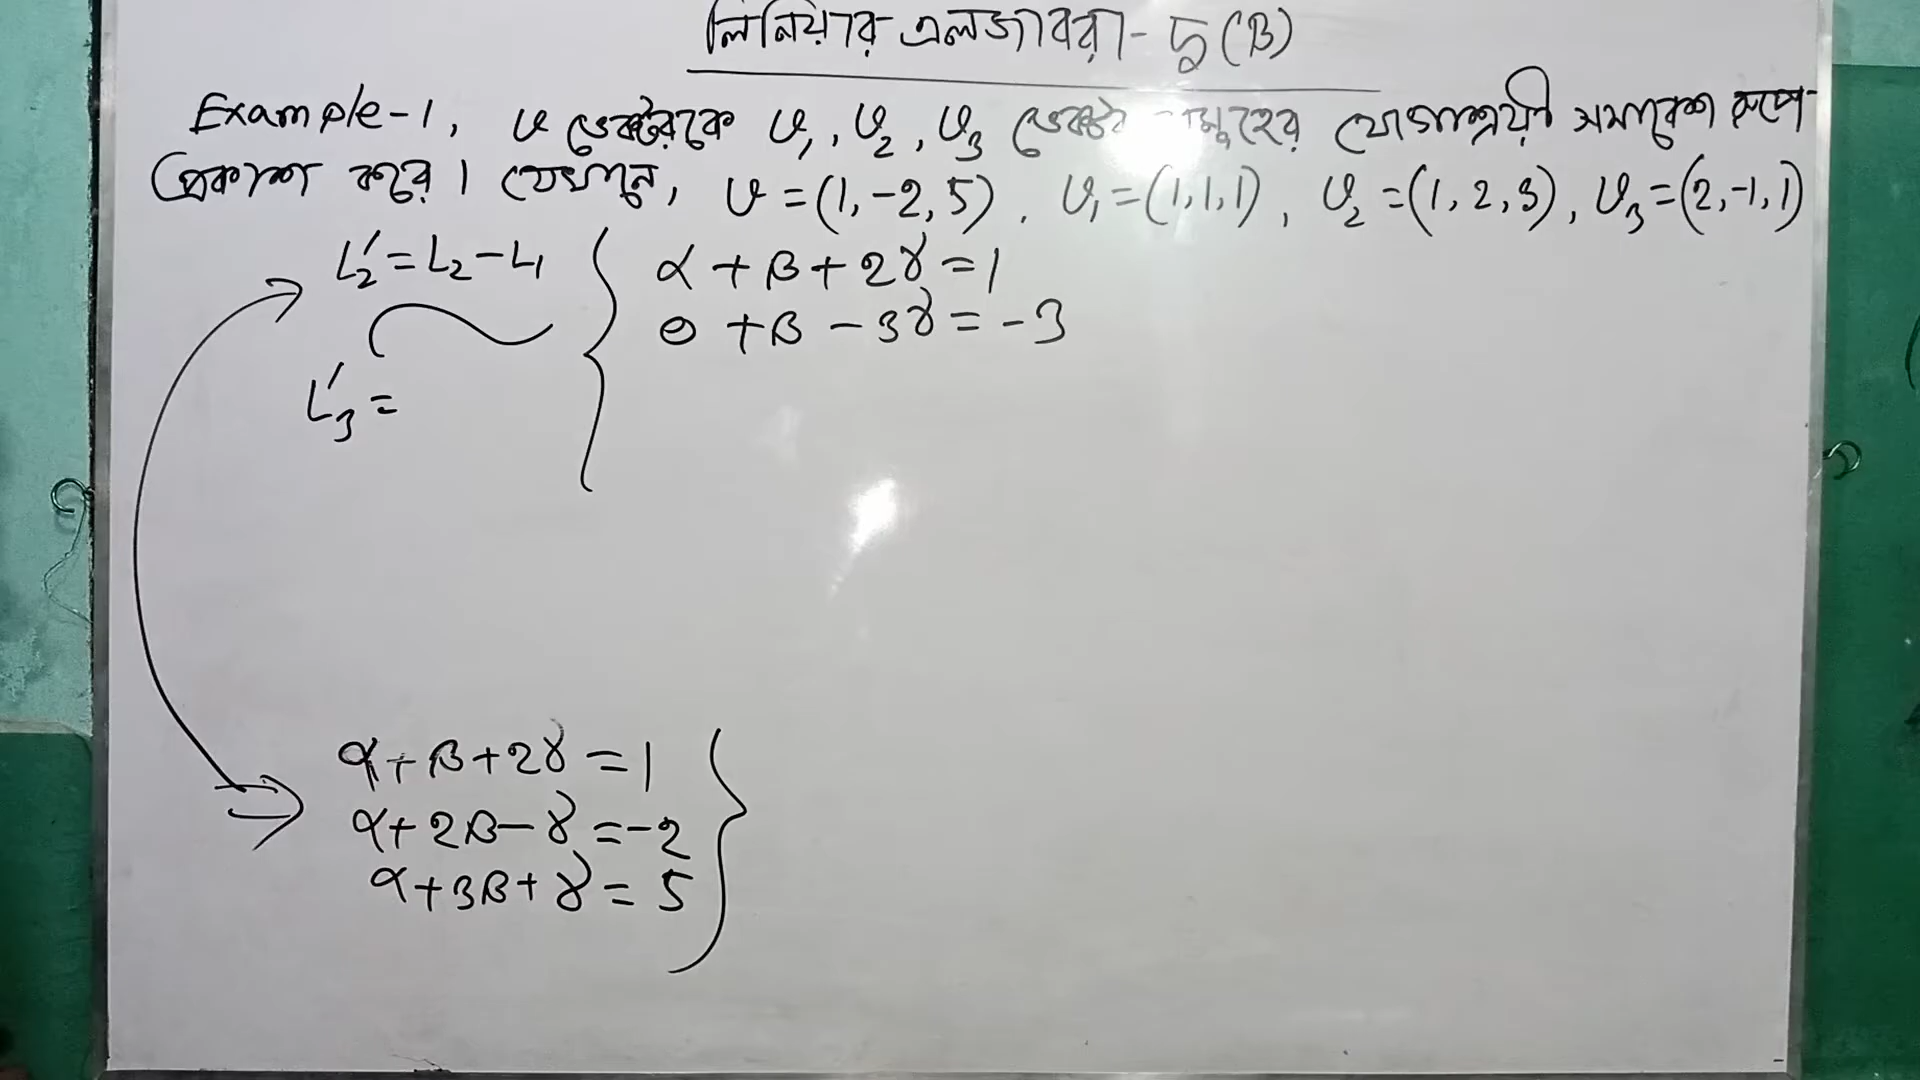 লিনিয়ার এলজাবরা - ৮ (B)
Example-1, v ভেক্টরকে v₁, v₂, v₃ ভেক্টর সমূহের যোগাশ্রয়ী সমাবেশ রূপে
প্রকাশ কর। যেখানে, v = (1, -2, 5), v₁ = (1, 1, 1), v₂ = (1, 2, 3), v₃ = (2, -1, 1)
L₂′ = L₂ - L₁
α + β + 2γ = 1
0 + β - 3γ = -3
L₃′ =
α + β + 2γ = 1
α + 2β - γ = -2
α + 3β + γ = 5